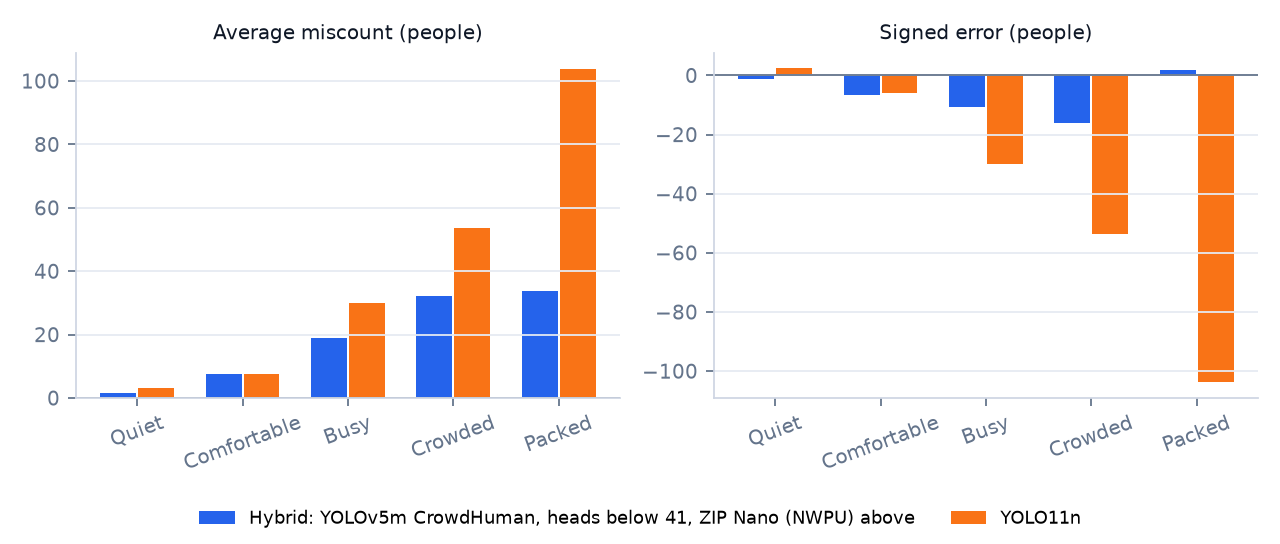 Average miscount (people)
100
80
60
40
20
0
Quiet
Comfortable
Busy
Crowded
Packed
Signed error (people)
0
−20
−40
−60
−80
−100
Quiet
Comfortable
Busy
Crowded
Packed
Hybrid: YOLOv5m CrowdHuman, heads below 41, ZIP Nano (NWPU) above
YOLO11n